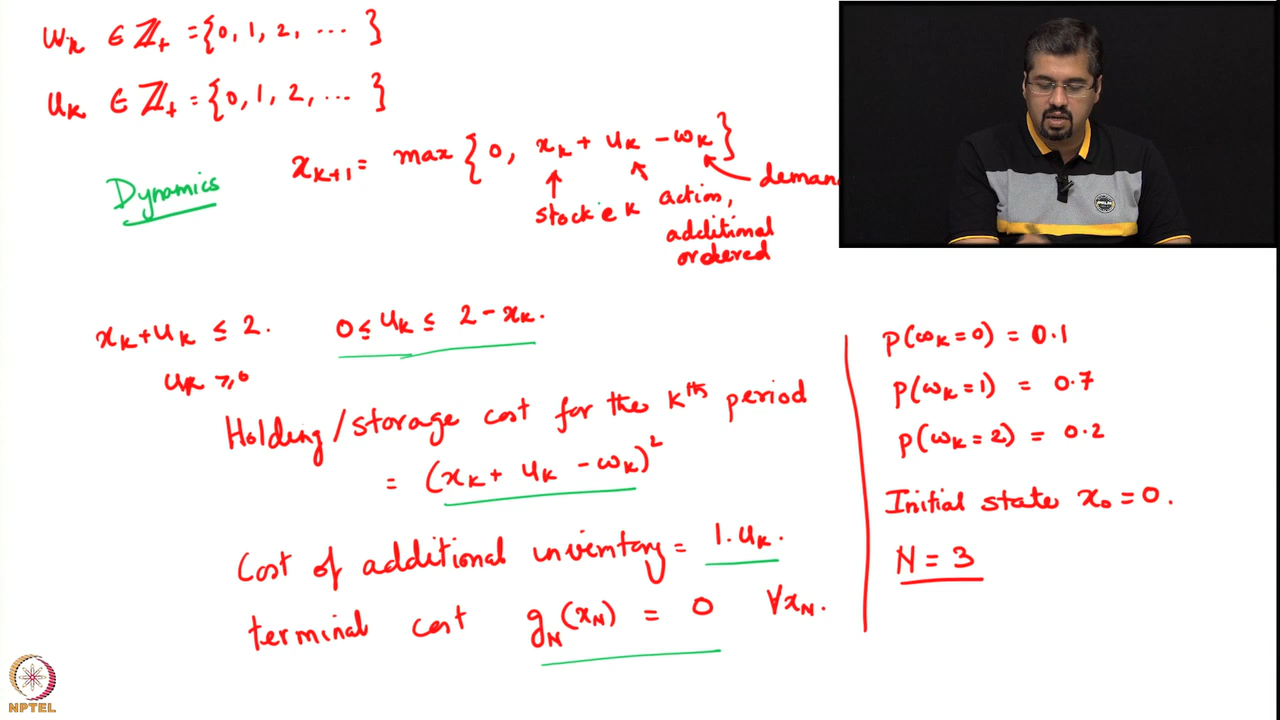 wk ∈ ℤ+ = {0, 1, 2, ... }
uk ∈ ℤ+ = {0, 1, 2, ... }
Dynamics
xk+1 = max {0, xk + uk - wk}
stock @ k
action,
additional
ordered
deman
xk + uk ≤ 2.
0 ≤ uk ≤ 2 - xk.
uk ≥ 0
Holding/storage cost for the kth period
= (xk + uk - wk)²
Cost of additional inventory = 1. uk.
terminal cost gN(xN) = 0 ∀xN.
P(wk = 0) = 0.1
P(wk = 1) = 0.7
P(wk = 2) = 0.2
Initial state x0 = 0.
N = 3
NPTEL